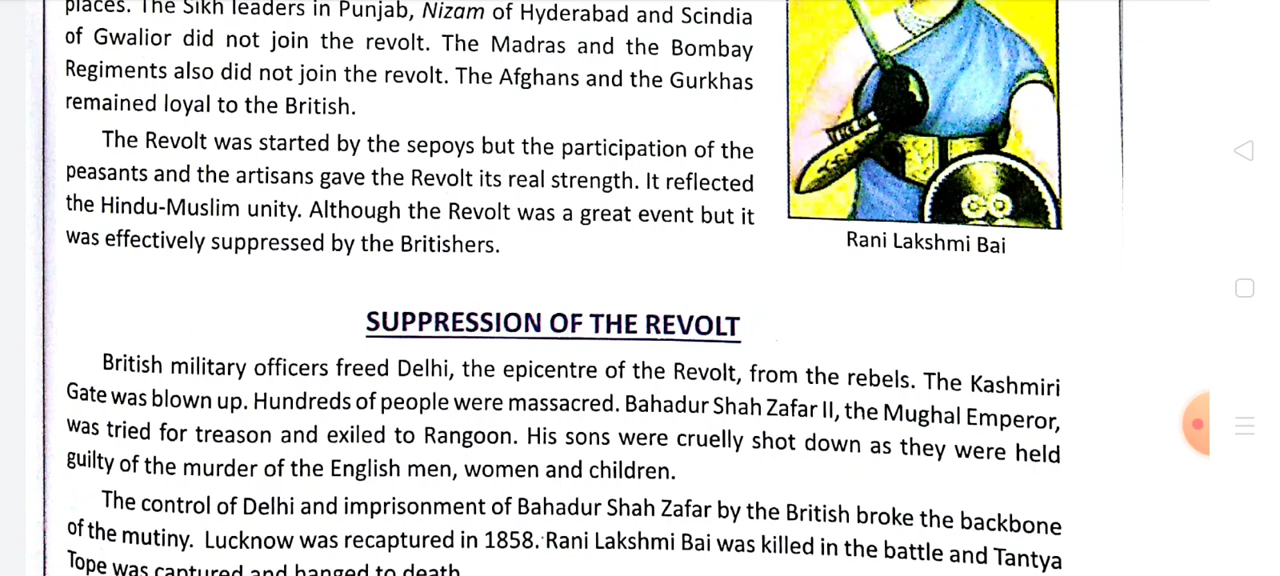 places. The Sikh leaders in Punjab, Nizam of Hyderabad and Scindia
of Gwalior did not join the revolt. The Madras and the Bombay
Regiments also did not join the revolt. The Afghans and the Gurkhas
remained loyal to the British.
The Revolt was started by the sepoys but the participation of the
peasants and the artisans gave the Revolt its real strength. It reflected
the Hindu-Muslim unity. Although the Revolt was a great event but it
was effectively suppressed by the Britishers.
Rani Lakshmi Bai
SUPPRESSION OF THE REVOLT
British military officers freed Delhi, the epicentre of the Revolt, from the rebels. The Kashmiri
Gate was blown up. Hundreds of people were massacred. Bahadur Shah Zafar II, the Mughal Emperor,
was tried for treason and exiled to Rangoon. His sons were cruelly shot down as they were held
guilty of the murder of the English men, women and children.
The control of Delhi and imprisonment of Bahadur Shah Zafar by the British broke the backbone
of the mutiny. Lucknow was recaptured in 1858. Rani Lakshmi Bai was killed in the battle and Tantya
Tope was captured and hanged to death